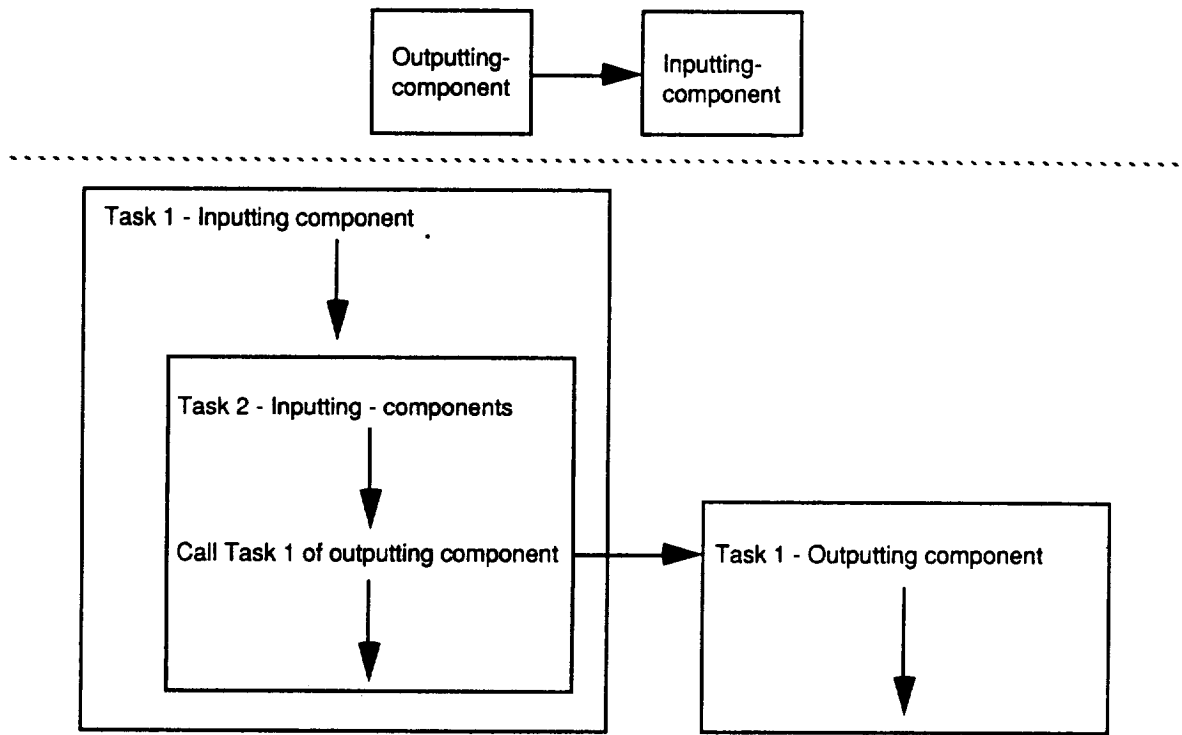 Outputting-
component
Inputting-
component
Task 1 - Inputting component
Task 2 - Inputting - components
Call Task 1 of outputting component
Task 1 - Outputting component